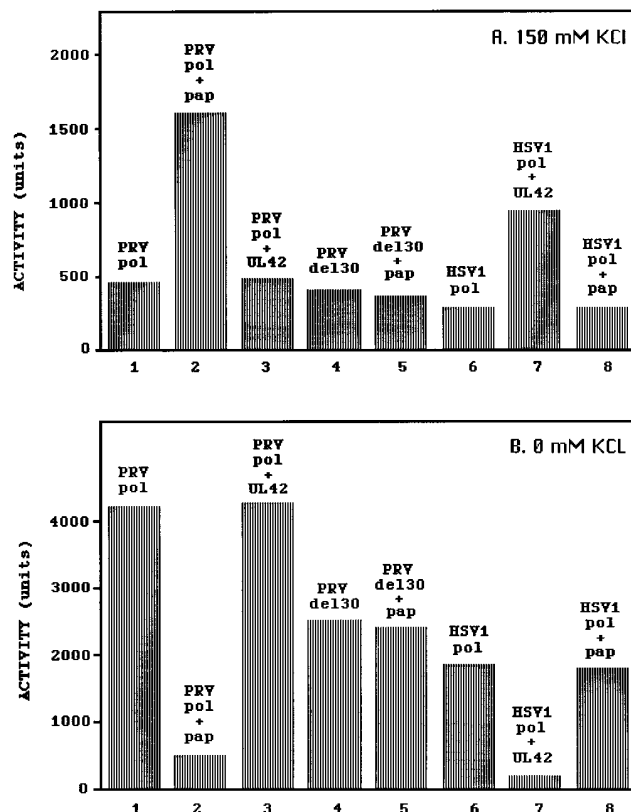 A. 150 mM KCl
ACTIVITY (units)
2000
1500
1000
500
0
PRV
pol
PRV
pol
+
pap
PRV
pol
+
UL42
PRV
del30
PRV
del30
+
pap
HSV1
pol
HSV1
pol
+
UL42
HSV1
pol
+
pap
1 2 3 4 5 6 7 8
B. 0 mM KCL
ACTIVITY (units)
4000
3000
2000
1000
0
PRV
pol
PRV
pol
+
pap
PRV
pol
+
UL42
PRV
del30
PRV
del30
+
pap
HSV1
pol
HSV1
pol
+
UL42
HSV1
pol
+
pap
1 2 3 4 5 6 7 8